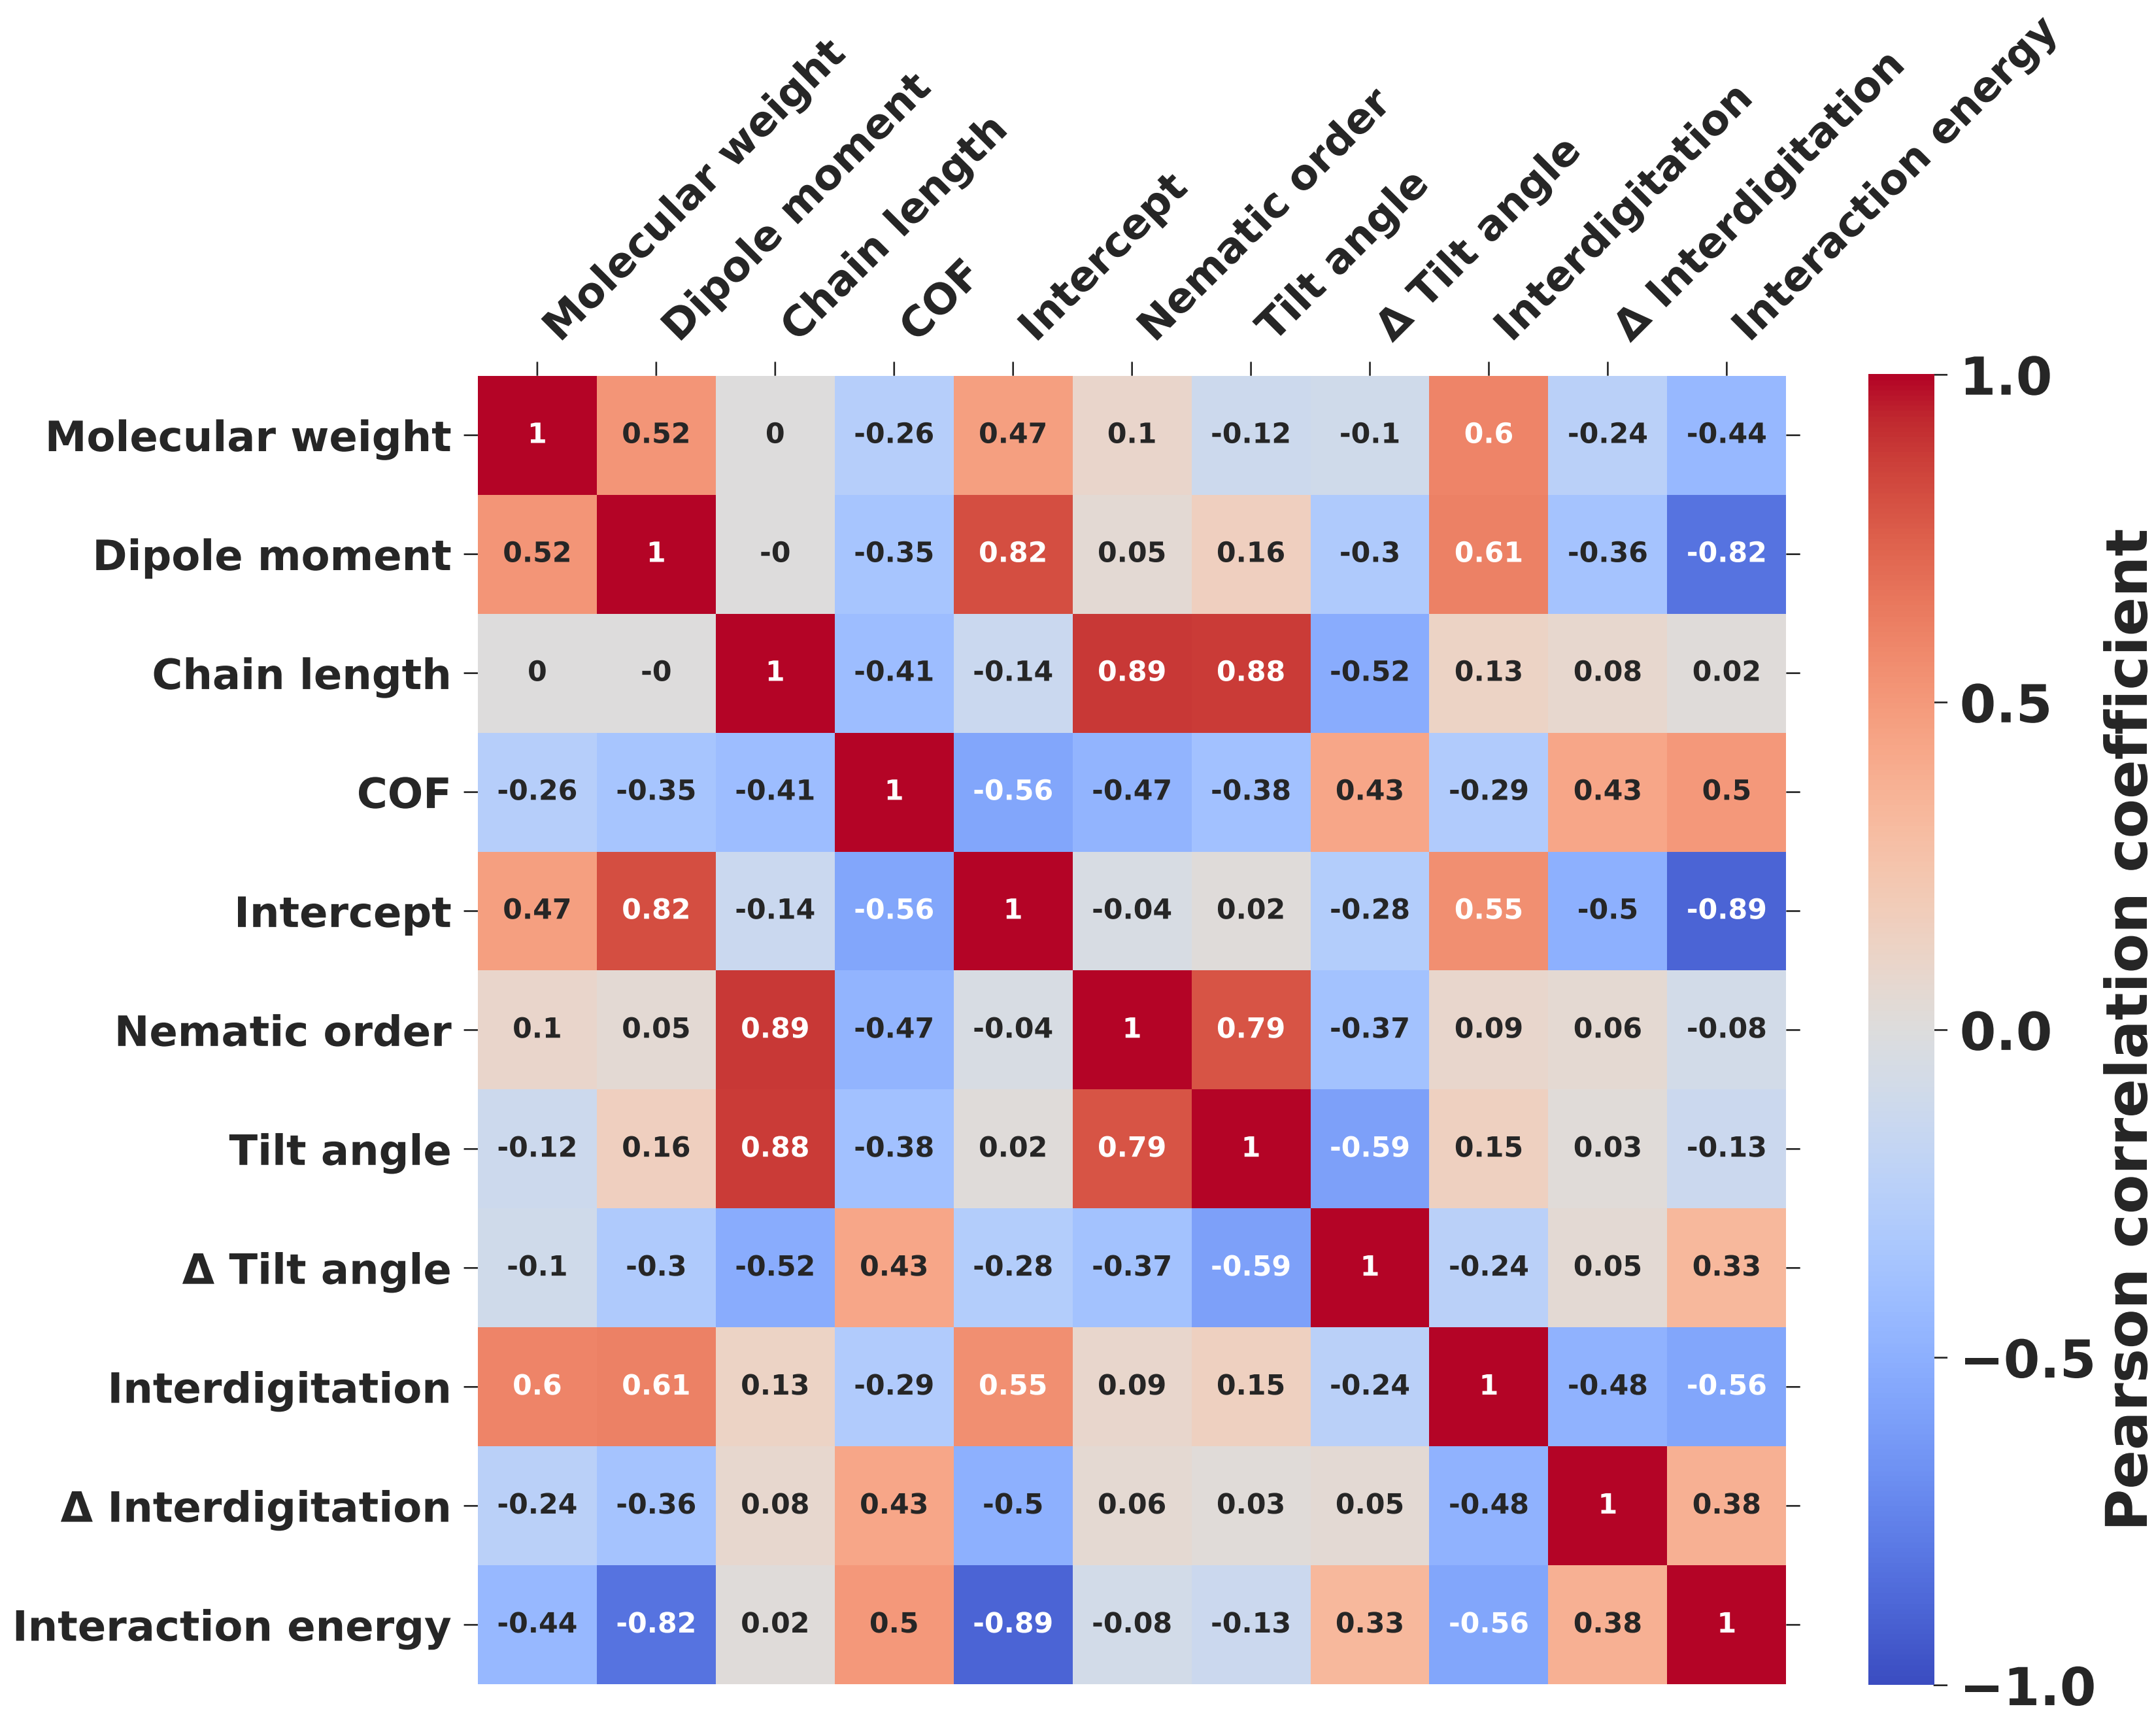 Molecular weight
Dipole moment
Chain length
COF
Intercept
Nematic order
Tilt angle
Δ Tilt angle
Interdigitation
Δ Interdigitation
Interaction energy
Molecular weight 1 0.52 0 -0.26 0.47 0.1 -0.12 -0.1 0.6 -0.24 -0.44
Dipole moment 0.52 1 -0 -0.35 0.82 0.05 0.16 -0.3 0.61 -0.36 -0.82
Chain length 0 -0 1 -0.41 -0.14 0.89 0.88 -0.52 0.13 0.08 0.02
COF -0.26 -0.35 -0.41 1 -0.56 -0.47 -0.38 0.43 -0.29 0.43 0.5
Intercept 0.47 0.82 -0.14 -0.56 1 -0.04 0.02 -0.28 0.55 -0.5 -0.89
Nematic order 0.1 0.05 0.89 -0.47 -0.04 1 0.79 -0.37 0.09 0.06 -0.08
Tilt angle -0.12 0.16 0.88 -0.38 0.02 0.79 1 -0.59 0.15 0.03 -0.13
Δ Tilt angle -0.1 -0.3 -0.52 0.43 -0.28 -0.37 -0.59 1 -0.24 0.05 0.33
Interdigitation 0.6 0.61 0.13 -0.29 0.55 0.09 0.15 -0.24 1 -0.48 -0.56
Δ Interdigitation -0.24 -0.36 0.08 0.43 -0.5 0.06 0.03 0.05 -0.48 1 0.38
Interaction energy -0.44 -0.82 0.02 0.5 -0.89 -0.08 -0.13 0.33 -0.56 0.38 1
1.0
0.5
0.0
−0.5
−1.0
Pearson correlation coefficient